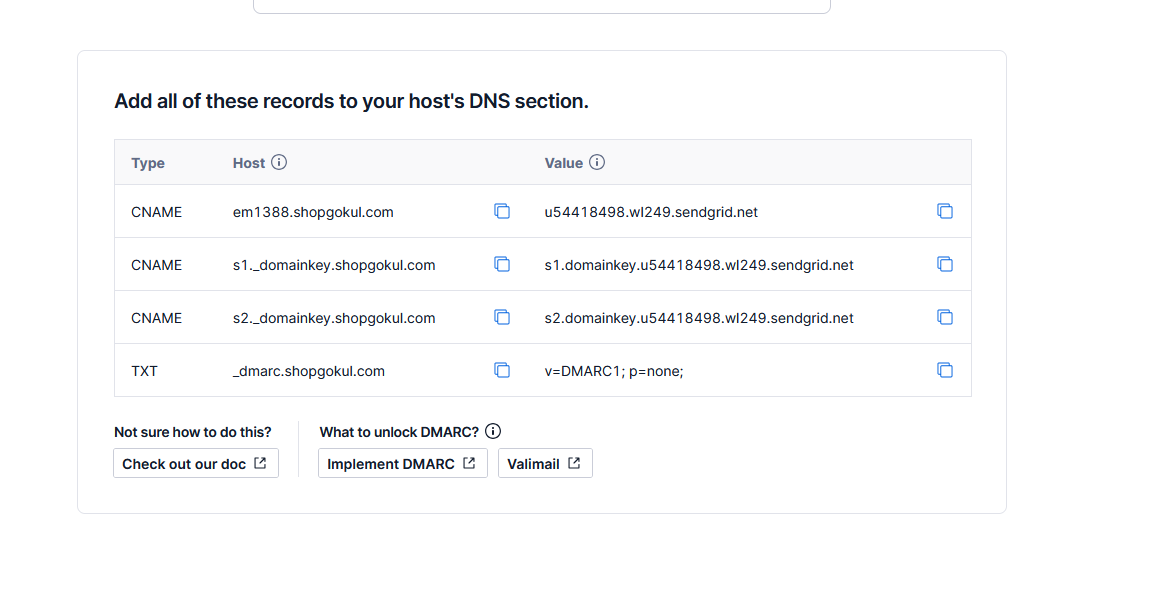 Add all of these records to your host's DNS section.
Type Host Value
CNAME em1388.shopgokul.com u54418498.wl249.sendgrid.net
CNAME s1._domainkey.shopgokul.com s1.domainkey.u54418498.wl249.sendgrid.net
CNAME s2._domainkey.shopgokul.com s2.domainkey.u54418498.wl249.sendgrid.net
TXT _dmarc.shopgokul.com v=DMARC1; p=none;
Not sure how to do this? What to unlock DMARC?
Check out our doc Implement DMARC Valimail